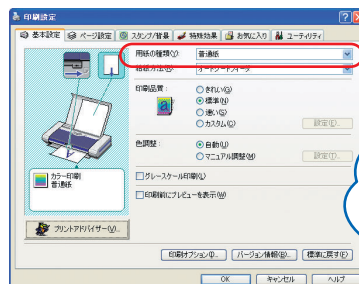 印刷設定
基本設定 ページ設定 スタンプ/背景 特殊効果 お気に入り ユーティリティ
用紙の種類(Y): 普通紙
給紙方法(O): オートシートフィーダ
印刷品質:
きれい(G)
標準(N)
速い(S)
カスタム(C) 設定(E)...
色調整:
自動(U)
マニュアル調整(M) 設定(T)...
カラー印刷
普通紙
グレースケール印刷(L)
印刷前にプレビューを表示(W)
プリントアドバイザー(V)...
印刷オプション(I)... バージョン情報(B)... 標準に戻す(F)
OK キャンセル ヘルプ